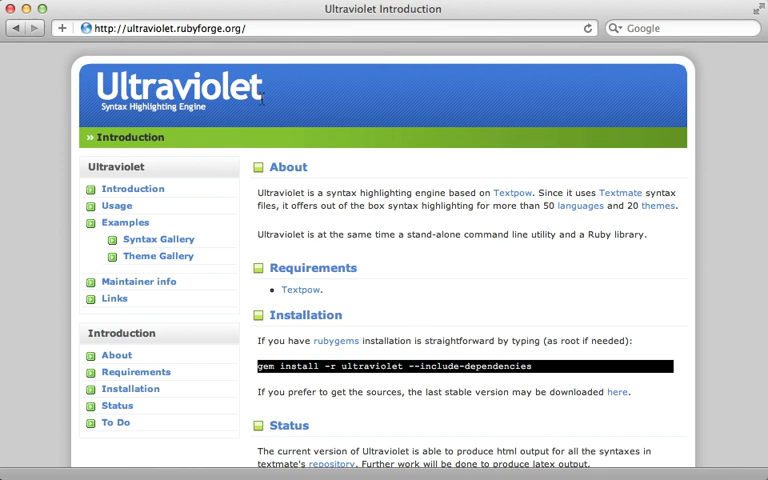 Ultraviolet Introduction
http://ultraviolet.rubyforge.org/
Google
Ultraviolet
Syntax Highlighting Engine
» Introduction
Ultraviolet
Introduction
Usage
Examples
Syntax Gallery
Theme Gallery
Maintainer info
Links
Introduction
About
Requirements
Installation
Status
To Do
About
Ultraviolet is a syntax highlighting engine based on Textpow. Since it uses Textmate syntax
files, it offers out of the box syntax highlighting for more than 50 languages and 20 themes.
Ultraviolet is at the same time a stand-alone command line utility and a Ruby library.
Requirements
• Textpow.
Installation
If you have rubygems installation is straightforward by typing (as root if needed):
gem install -r ultraviolet --include-dependencies
If you prefer to get the sources, the last stable version may be downloaded here.
Status
The current version of Ultraviolet is able to produce html output for all the syntaxes in
textmate's repository. Further work will be done to produce latex output.